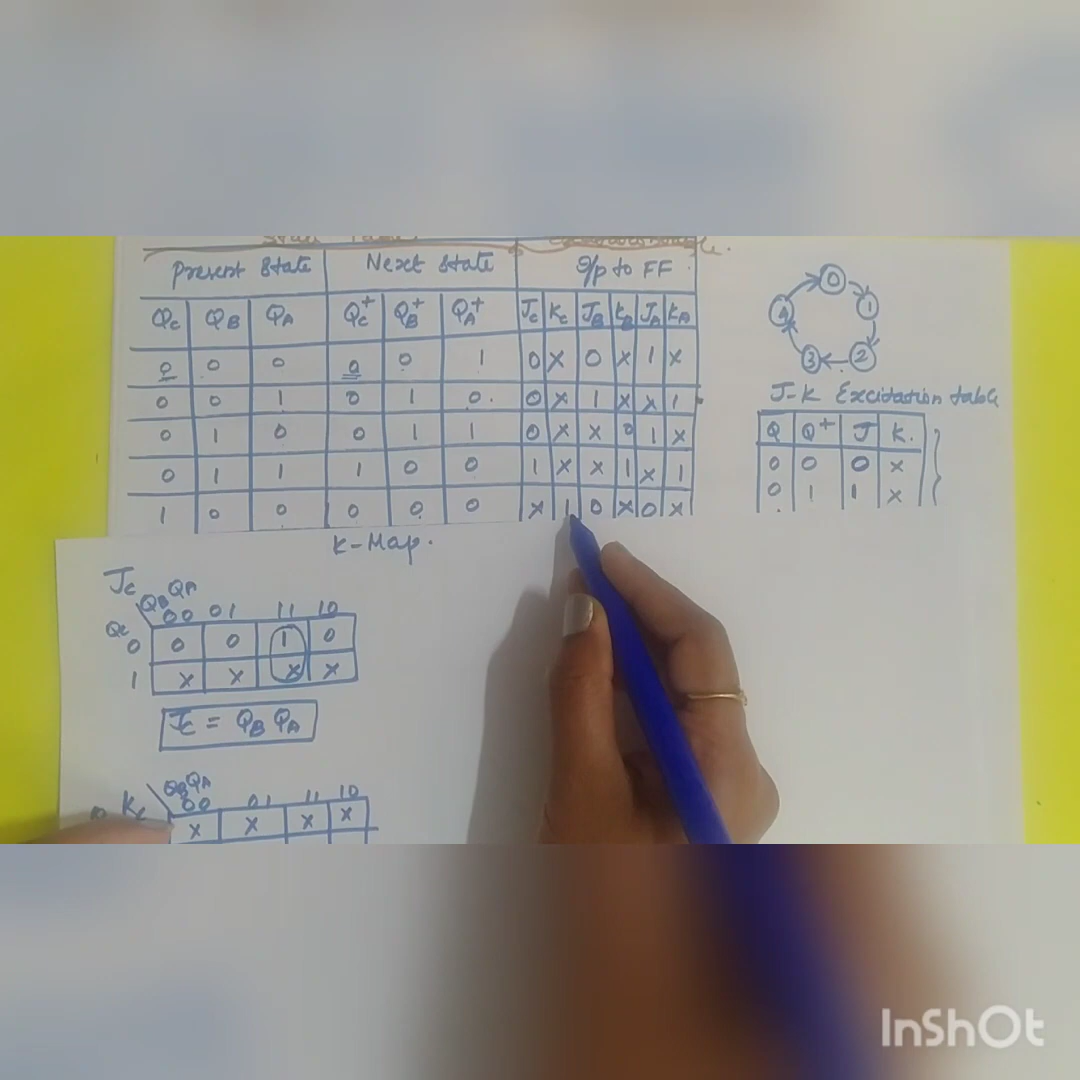 Present State Next State I/p to FF
QC QB QA QC+ QB+ QA+ JC KC JB KB JA KA
0 0 0 0 0 1 0 X 0 X 1 X
0 0 1 0 1 0. 0 X 1 X X 1
0 1 0 0 1 1 0 X X 0 1 X
0 1 1 1 0 0 1 X X 1 X 1
1 0 0 0 0 0 X 1 0 X 0 X
0
1
2
3
4
J-K Excitation table
Q Q+ J K.
0 0 0 X
0 1 1 X
K-Map.
JC
QB QA
00 01 11 10
QC
0 0 0 1 0
1 X X X X
JC = QB QA
KC
QB QA
00 01 11 10
X X X X
InShOt